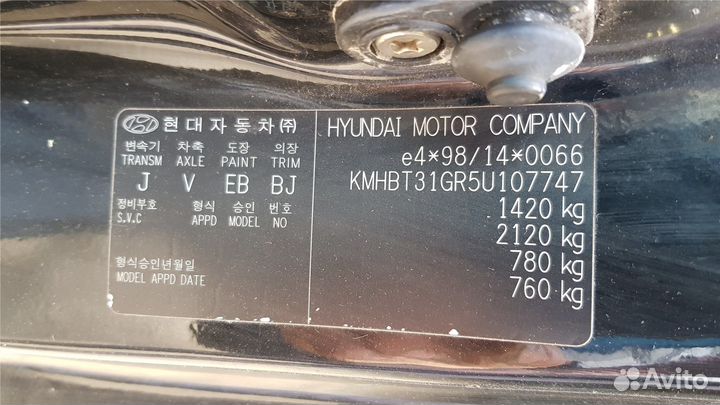 현대자동차㈜
변속기 차축 도장 의장
TRANSM AXLE PAINT TRIM
J V EB BJ
정비부호 형식 승인 번호
S.V.C APPD MODEL NO
형식승인년월일
MODEL APPD DATE
HYUNDAI MOTOR COMPANY
e4*98/14*0066
KMHBT31GR5U107747
1420 kg
2120 kg
780 kg
760 kg
Avito